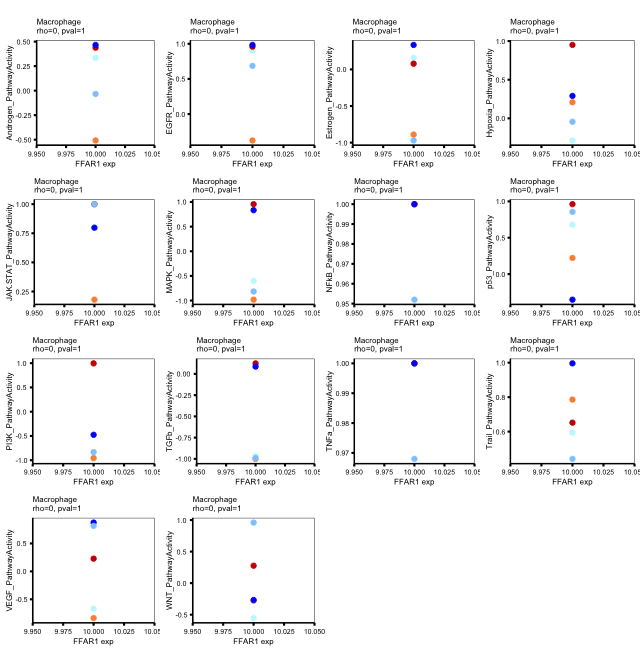 Macrophage
rho=0, pval=1
Androgen_PathwayActivity
0.50
0.25
0.00
-0.25
-0.50
9.950 9.975 10.000 10.025 10.05
FFAR1 exp
Macrophage
rho=0, pval=1
EGFR_PathwayActivity
1.0
0.5
0.0
9.950 9.975 10.000 10.025 10.05
FFAR1 exp
Macrophage
rho=0, pval=1
Estrogen_PathwayActivity
0.0
-0.5
-1.0
9.950 9.975 10.000 10.025 10.05
FFAR1 exp
Macrophage
rho=0, pval=1
Hypoxia_PathwayActivity
1.0
0.5
0.0
9.950 9.975 10.000 10.025 10.05
FFAR1 exp
Macrophage
rho=0, pval=1
JAK.STAT_PathwayActivity
1.00
0.75
0.50
0.25
9.950 9.975 10.000 10.025 10.05
FFAR1 exp
Macrophage
rho=0, pval=1
MAPK_PathwayActivity
1.0
0.5
0.0
-0.5
-1.0
9.950 9.975 10.000 10.025 10.05
FFAR1 exp
Macrophage
rho=0, pval=1
NFkB_PathwayActivity
1.00
0.99
0.98
0.97
0.96
0.95
9.950 9.975 10.000 10.025 10.05
FFAR1 exp
Macrophage
rho=0, pval=1
p53_PathwayActivity
1.0
0.5
0.0
9.950 9.975 10.000 10.025 10.05
FFAR1 exp
Macrophage
rho=0, pval=1
PI3K_PathwayActivity
1.0
0.5
0.0
-0.5
-1.0
9.950 9.975 10.000 10.025 10.05
FFAR1 exp
Macrophage
rho=0, pval=1
TGFb_PathwayActivity
0.00
-0.25
-0.50
-0.75
-1.00
9.950 9.975 10.000 10.025 10.05
FFAR1 exp
Macrophage
rho=0, pval=1
TNFa_PathwayActivity
1.00
0.99
0.98
0.97
9.950 9.975 10.000 10.025 10.05
FFAR1 exp
Macrophage
rho=0, pval=1
Trail_PathwayActivity
1.0
0.8
0.6
9.950 9.975 10.000 10.025 10.05
FFAR1 exp
Macrophage
rho=0, pval=1
VEGF_PathwayActivity
0.5
0.0
-0.5
9.950 9.975 10.000 10.025 10.05
FFAR1 exp
Macrophage
rho=0, pval=1
WNT_PathwayActivity
1.0
0.5
0.0
-0.5
9.950 9.975 10.000 10.025 10.050
FFAR1 exp